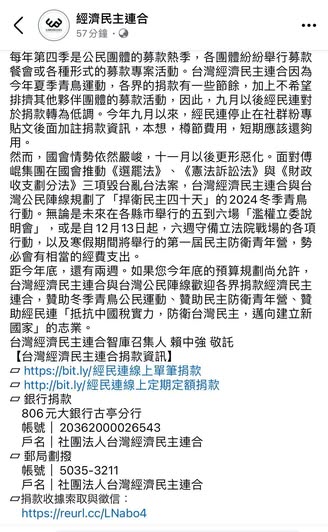 經濟民主連合
57分鐘 ·
每年第四季是公民團體的募款熱季，各團體紛紛舉行募款
餐會或各種形式的募款專案活動。台灣經濟民主連合因為
今年夏季青鳥運動，各界的捐款有一些節餘，加上不希望
排擠其他夥伴團體的募款活動，因此，九月以後經民連對
於捐款轉為低調。今年九月以來，經民連停止在社群粉專
貼文後面加註捐款資訊，本想，樽節費用，短期應該還夠
用。
然而，國會情勢依然嚴峻，十一月以後更形惡化。面對傅
崐萁團在國會推動《選罷法》、《憲法訴訟法》與《財政
收支劃分法》三項毀台亂台法案，台灣經濟民主連合與台
灣公民陣線規劃了「捍衛民主四十天」的2024冬季青鳥
行動。無論是未來在各縣市舉行的五到六場「濫權立委說
明會」，或是自12月13日起，六週守備立法院戰場的各項
行動，以及寒假期間將舉行的第一屆民主防衛青年營，勢
必會有相當的經費支出。
距今年底，還有兩週。如果您今年底的預算規劃尚允許，
台灣經濟民主連合與台灣公民陣線歡迎各界捐款經濟民主
連合，贊助冬季青鳥公民運動、贊助民主防衛青年營、贊
助經民連「抵抗中國稅實力，防衛台灣民主，邁向建立新
國家」的志業。
台灣經濟民主連合智庫召集人 賴中強 敬託
【台灣經濟民主連合捐款資訊】
▱ https://bit.ly/經民連線上單筆捐款
▱ http://bit.ly/經民連線上定期定額捐款
▱ 銀行捐款
806元大銀行古亭分行
帳號｜ 20362000026543
戶名｜社團法人台灣經濟民主連合
▱ 郵局劃撥
帳號｜ 5035-3211
戶名｜社團法人台灣經濟民主連合
▱捐款收據索取與徵信：
https://reurl.cc/LNabo4